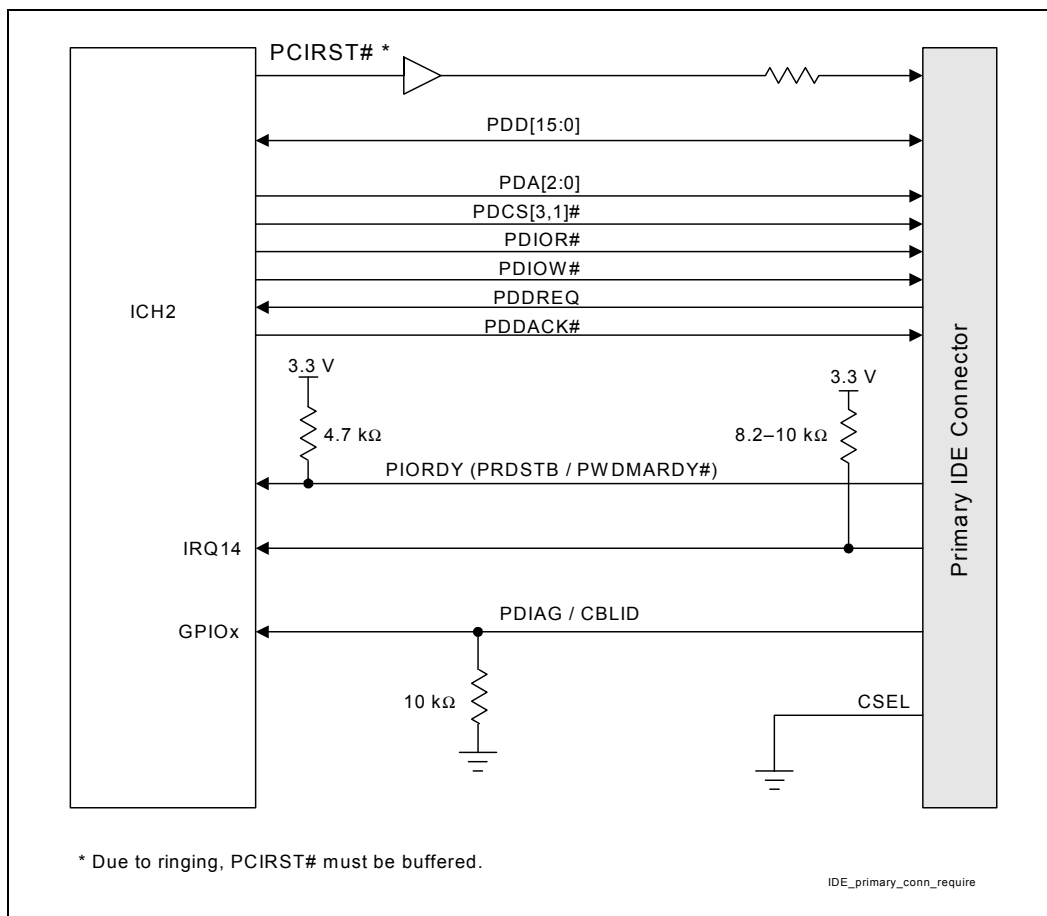 PCIRST# *
PDD[15:0]
PDA[2:0]
PDCS[3,1]#
PDIOR#
PDIOW#
PDDREQ
PDDACK#
ICH2
3.3 V
3.3 V
4.7 kΩ
8.2–10 kΩ
PIORDY (PRDSTB / PWDMARDY#)
IRQ14
PDIAG / CBLID
GPIOx
10 kΩ
CSEL
Primary IDE Connector
* Due to ringing, PCIRST# must be buffered.
IDE_primary_conn_require